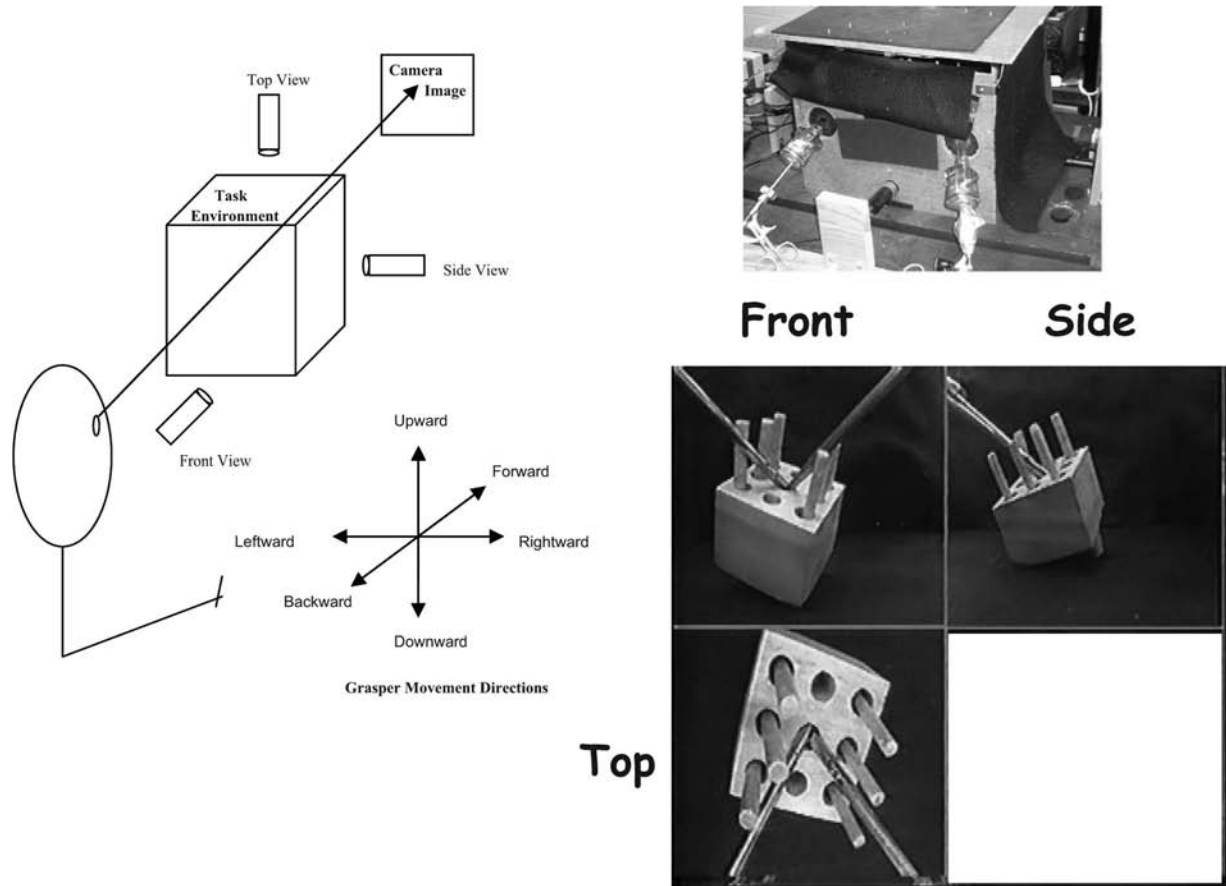 Top View
Camera
Image
Task
Environment
Side View
Front View
Upward
Forward
Leftward
Rightward
Backward
Downward
Grasper Movement Directions
Front
Side
Top